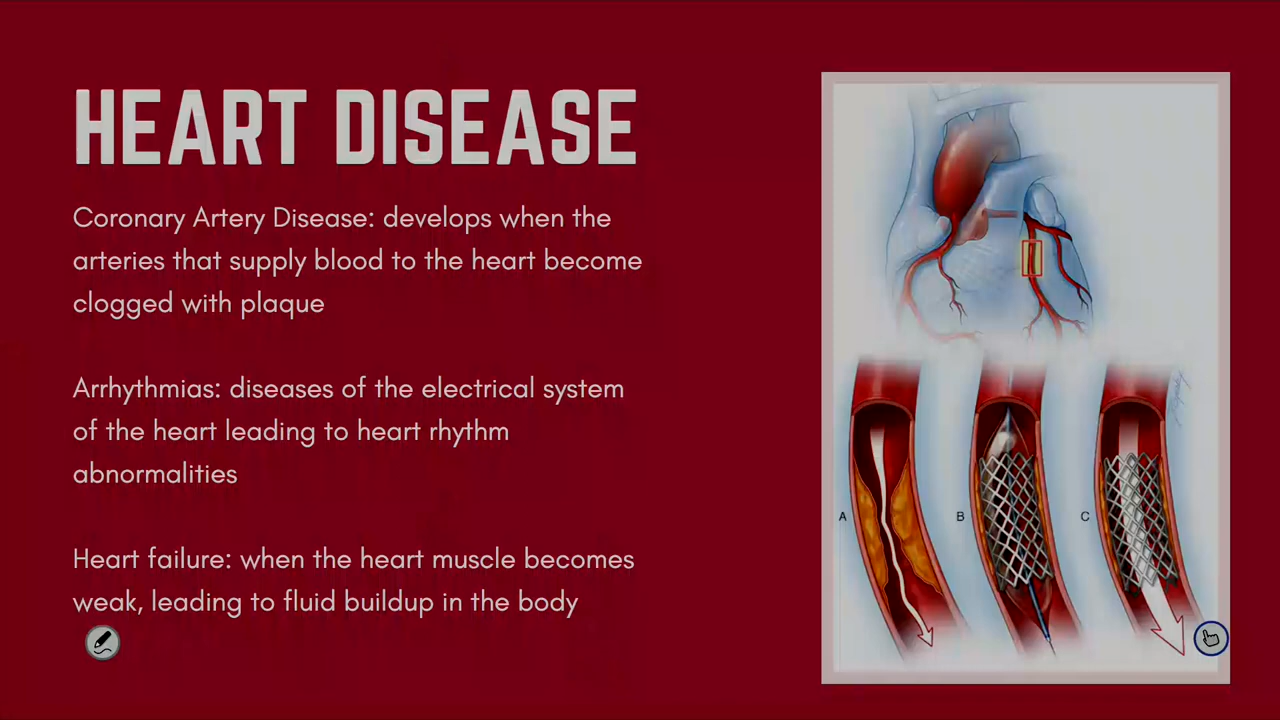 HEART DISEASE
Coronary Artery Disease: develops when the
arteries that supply blood to the heart become
clogged with plaque
Arrhythmias: diseases of the electrical system
of the heart leading to heart rhythm
abnormalities
Heart failure: when the heart muscle becomes
weak, leading to fluid buildup in the body
A
B
C